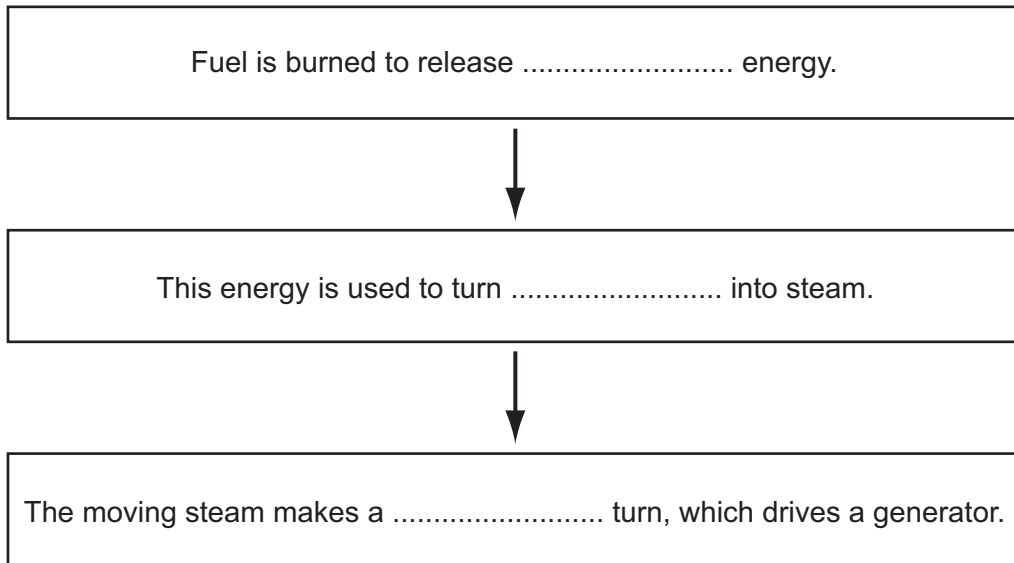 Fuel is burned to release .......................... energy.
This energy is used to turn .......................... into steam.
The moving steam makes a .......................... turn, which drives a generator.